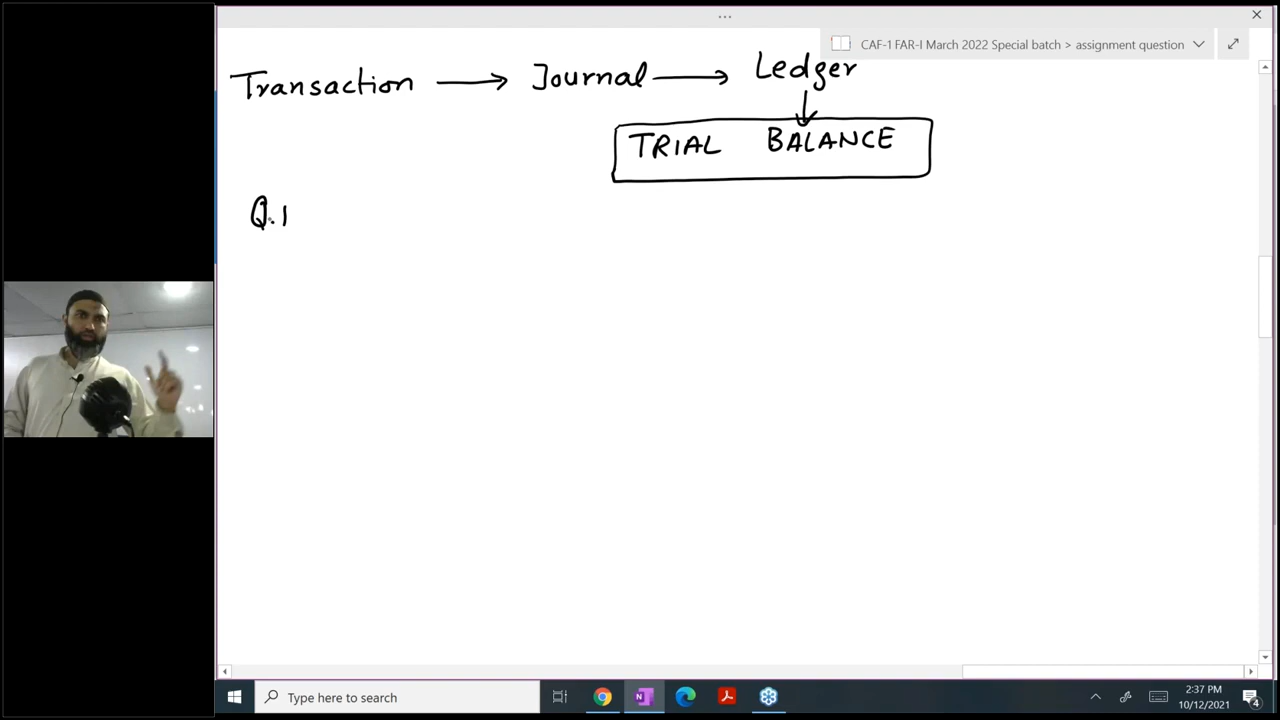 CAF-1 FAR-I March 2022 Special batch > assignment question
Transaction → Journal → Ledger
TRIAL BALANCE
Q.1
Type here to search
2:37 PM
10/12/2021
4